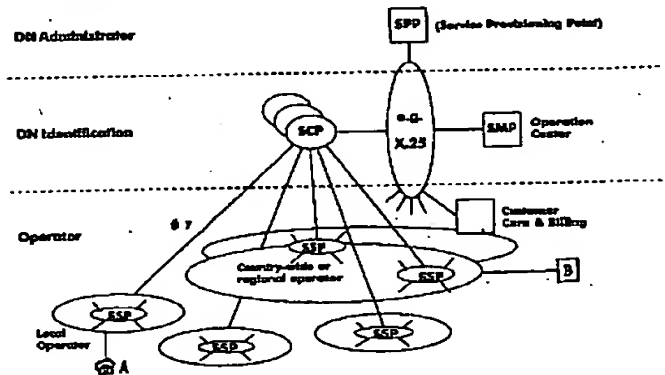 DN Administrator
SPP
(Service Provisioning Point)
DN Identification
SCP
e.g.
X.25
SMP
Operation
Center
Operator
# 7
Customer
Care & Billing
SSP
Country-wide or
regional operator
SSP
B
SSP
Local
Operator
SSP
SSP
A